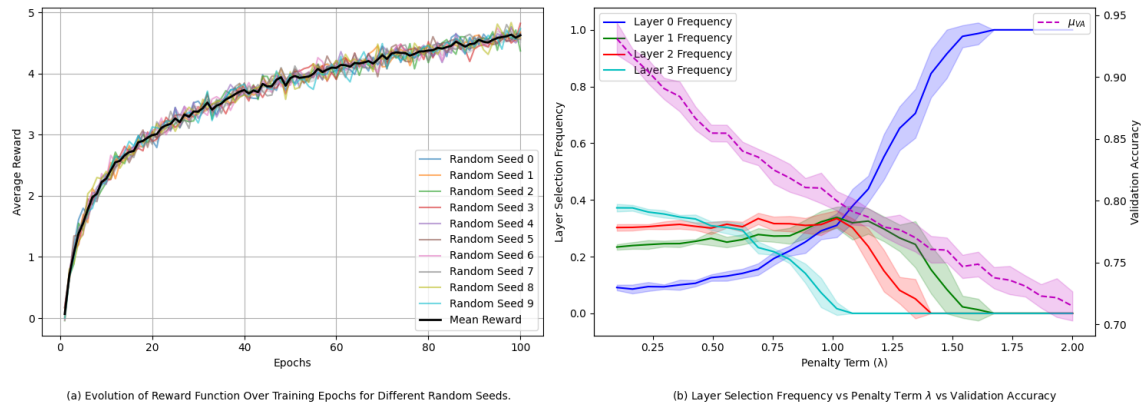 5
4
3
2
1
0
Average Reward
0
20
40
60
80
100
Epochs
Random Seed 0
Random Seed 1
Random Seed 2
Random Seed 3
Random Seed 4
Random Seed 5
Random Seed 6
Random Seed 7
Random Seed 8
Random Seed 9
Mean Reward
(a) Evolution of Reward Function Over Training Epochs for Different Random Seeds.
1.0
0.8
0.6
0.4
0.2
0.0
Layer Selection Frequency
Layer 0 Frequency
Layer 1 Frequency
Layer 2 Frequency
Layer 3 Frequency
μVA
0.25
0.50
0.75
1.00
1.25
1.50
1.75
2.00
Penalty Term (λ)
0.95
0.90
0.85
0.80
0.75
0.70
Validation Accuracy
(b) Layer Selection Frequency vs Penalty Term λ vs Validation Accuracy